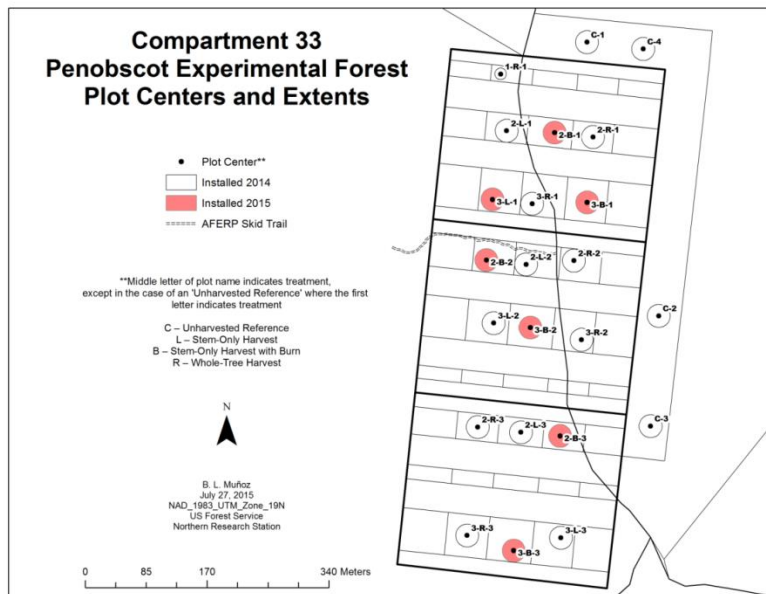 Compartment 33
Penobscot Experimental Forest
Plot Centers and Extents
Plot Center**
Installed 2014
Installed 2015
AFERP Skid Trail
**Middle letter of plot name indicates treatment,
except in the case of an 'Unharvested Reference' where the first
letter indicates treatment
C – Unharvested Reference
L – Stem-Only Harvest
B – Stem-Only Harvest with Burn
R – Whole-Tree Harvest
N
B. L. Muñoz
July 27, 2015
NAD_1983_UTM_Zone_19N
US Forest Service
Northern Research Station
0 85 170 340 Meters
C-1 C-4
1-R-1
2-L-1 2-B-1 2-R-1
3-L-1 3-R-1 3-B-1
2-B-2 2-L-2 2-R-2
C-2
3-L-2 3-B-2 3-R-2
C-3
2-R-3 2-L-3 2-B-3
3-R-3 3-B-3 3-L-3